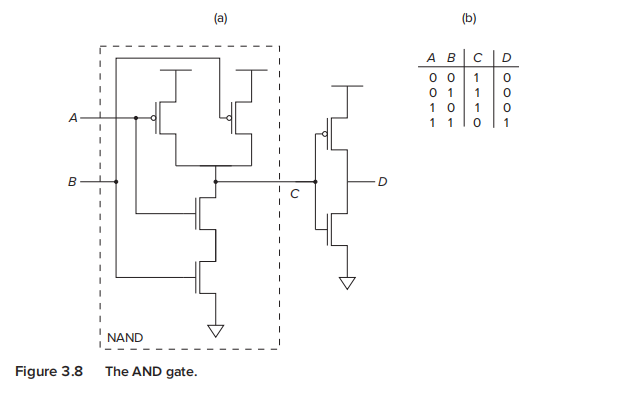 (a) (b)
A B C D
0 0 1 0
0 1 1 0
1 0 1 0
1 1 0 1
A
B
C
D
NAND
Figure 3.8 The AND gate.